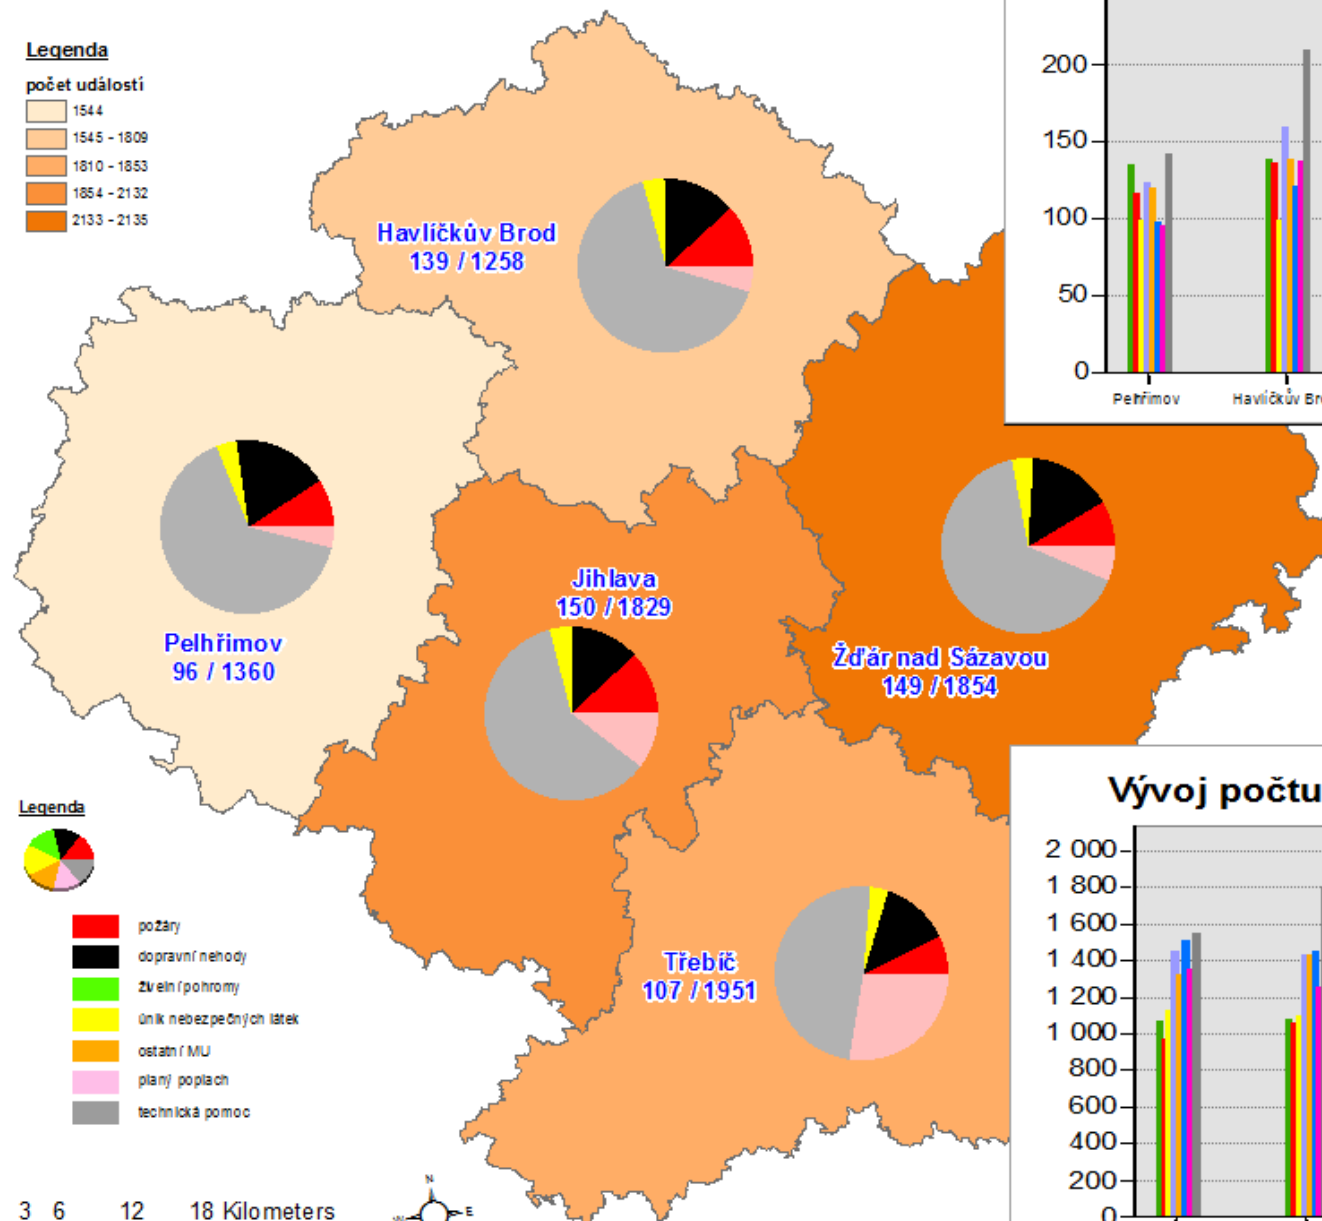 Legenda
počet událostí
1544
1545 - 1809
1810 - 1853
1854 - 2132
2133 - 2135
Havlíčkův Brod
139 / 1258
Pelhřimov
96 / 1360
Jihlava
150 / 1829
Žďár nad Sázavou
149 / 1854
Třebíč
107 / 1951
200
150
100
50
0
Pelhřimov
Havlíčkův Bro
Legenda
požáry
dopravní nehody
živelní pohromy
únik nebezpečných látek
ostatní MU
planý poplach
technická pomoc
3 6 12 18 Kilometers
N
E
Vývoj počtu
2 000
1 800
1 600
1 400
1 200
1 000
800
600
400
200
0